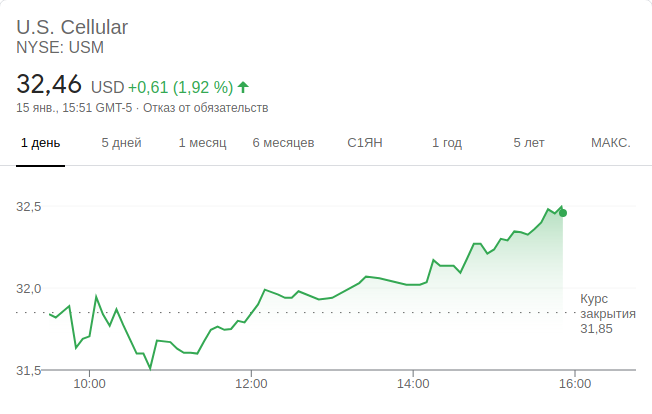 U.S. Cellular
NYSE: USM
32,46 USD +0,61 (1,92 %)
15 янв., 15:51 GMT-5 · Отказ от обязательств
1 день 5 дней 1 месяц 6 месяцев С1ЯН 1 год 5 лет МАКС.
32,5
32,0
Курс
закрытия
31,85
31,5
10:00 12:00 14:00 16:00